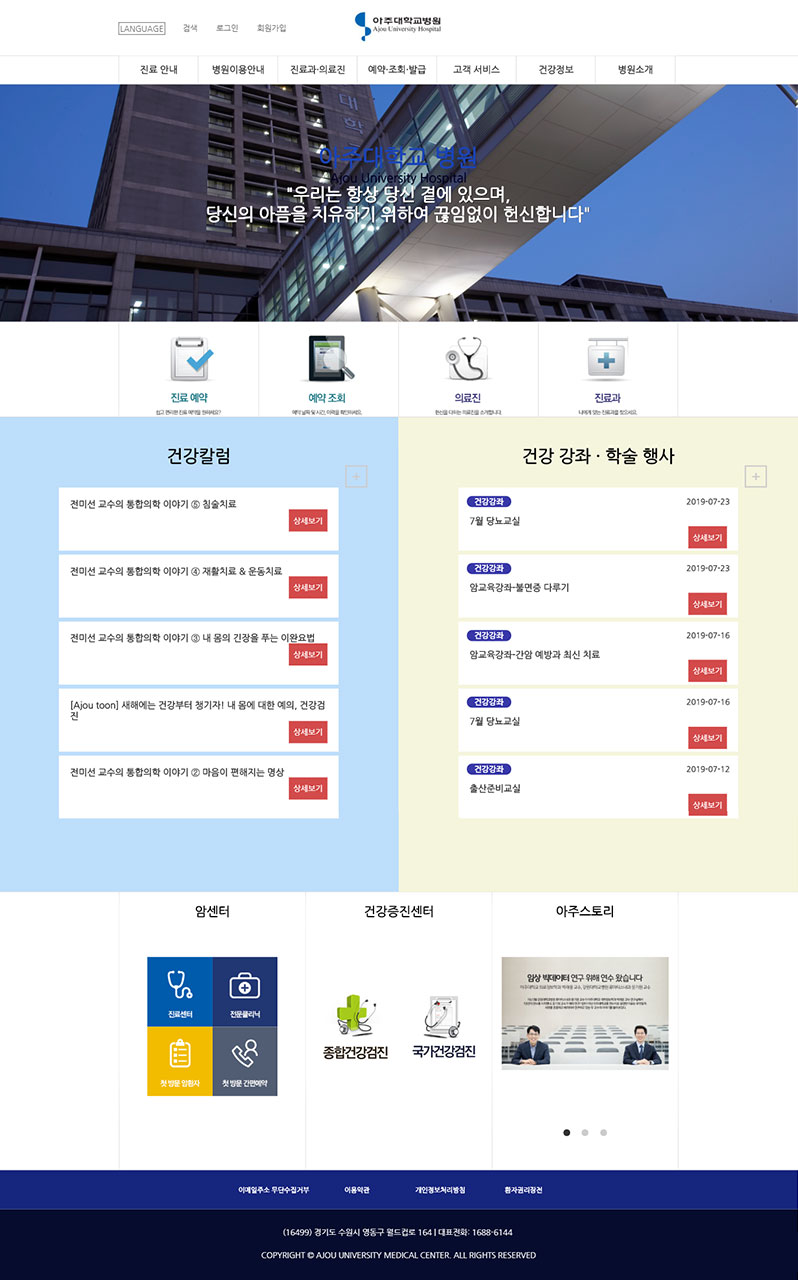 LANGUAGE 검색 로그인 회원가입
아주대학교병원
Ajou University Hospital
진료 안내 병원이용안내 진료과·의료진 예약·조회·발급 고객 서비스 건강정보 병원소개
대학
아주대학교 병원
Ajou University Hospital
"우리는 항상 당신 곁에 있으며,
당신의 아픔을 치유하기 위하여 끊임없이 헌신합니다"
진료 예약
쉽고 편리한 진료 예약을 원하세요?
예약 조회
예약 날짜 및 시간, 이력을 확인하세요.
의료진
헌신을 다하는 의료진을 소개합니다.
진료과
나에게 맞는 진료과를 찾으세요.
건강칼럼
+
전미선 교수의 통합의학 이야기 ⑤ 침술치료
상세보기
전미선 교수의 통합의학 이야기 ④ 재활치료 & 운동치료
상세보기
전미선 교수의 통합의학 이야기 ③ 내 몸의 긴장을 푸는 이완요법
상세보기
[Ajou toon] 새해에는 건강부터 챙기자! 내 몸에 대한 예의, 건강검
진
상세보기
전미선 교수의 통합의학 이야기 ② 마음이 편해지는 명상
상세보기
건강 강좌 · 학술 행사
+
건강강좌 2019-07-23
7월 당뇨교실
상세보기
건강강좌 2019-07-23
암교육강좌-불면증 다루기
상세보기
건강강좌 2019-07-16
암교육강좌-간암 예방과 최신 치료
상세보기
건강강좌 2019-07-16
7월 당뇨교실
상세보기
건강강좌 2019-07-12
출산준비교실
상세보기
암센터
진료센터 전문클리닉
첫 방문 암환자 첫 방문 간편예약
건강증진센터
종합건강검진 국가건강검진
아주스토리
임상 빅데이터 연구 위해 연수 왔습니다
이메일주소 무단수집거부 이용약관 개인정보처리방침 환자권리장전
(16499) 경기도 수원시 영동구 월드컵로 164 | 대표전화: 1688-6144
COPYRIGHT © AJOU UNIVERSITY MEDICAL CENTER. ALL RIGHTS RESERVED